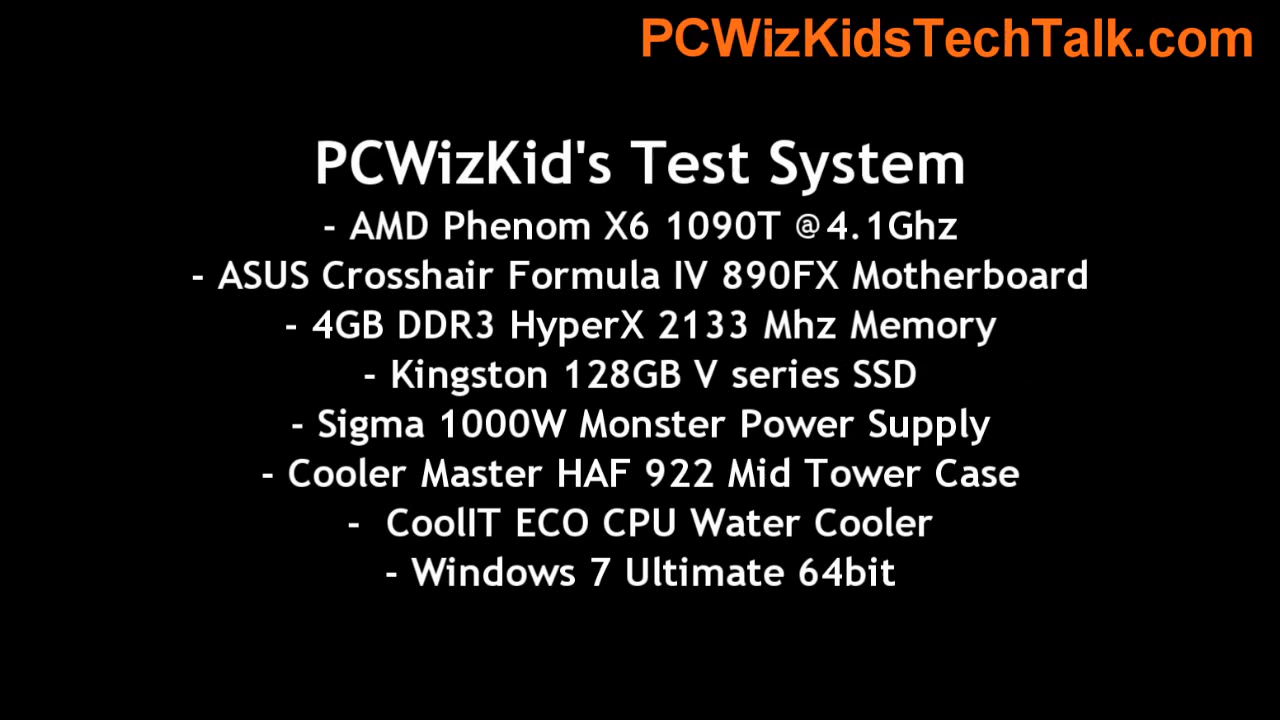 PCWizKidsTechTalk.com
PCWizKid's Test System
- AMD Phenom X6 1090T @4.1Ghz
- ASUS Crosshair Formula IV 890FX Motherboard
- 4GB DDR3 HyperX 2133 Mhz Memory
- Kingston 128GB V series SSD
- Sigma 1000W Monster Power Supply
- Cooler Master HAF 922 Mid Tower Case
- CoolIT ECO CPU Water Cooler
- Windows 7 Ultimate 64bit